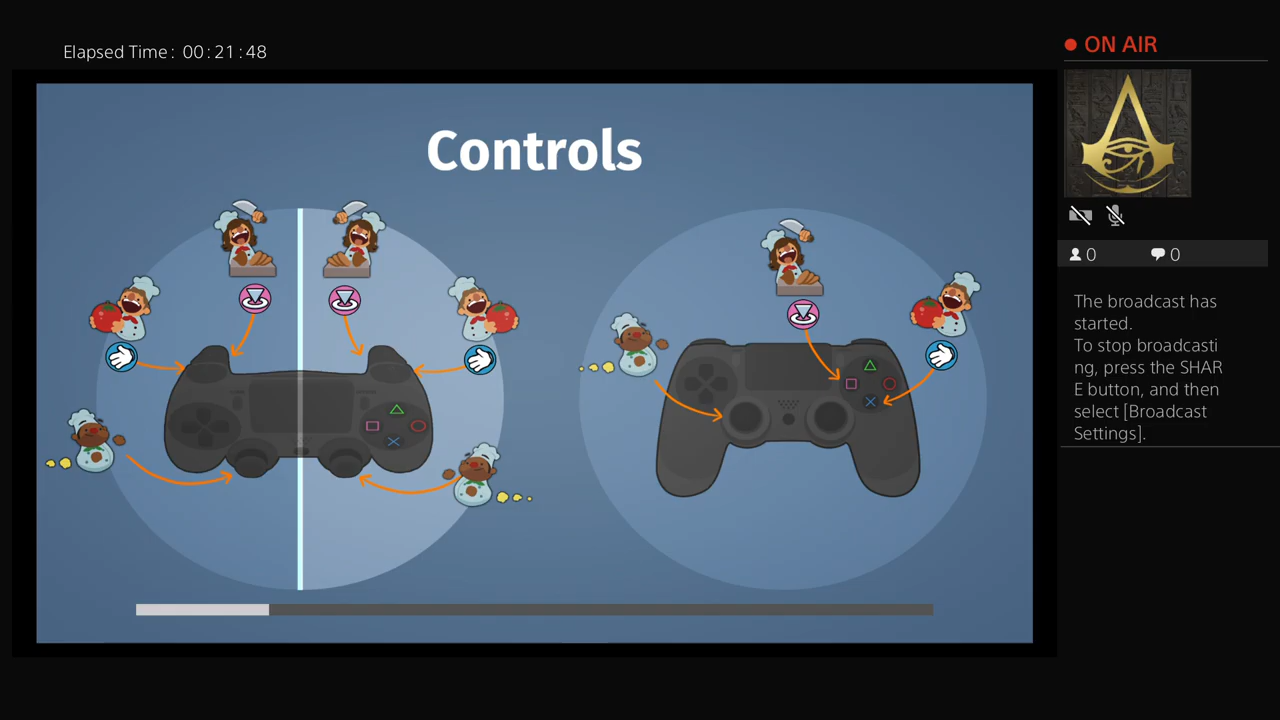 Elapsed Time: 00:21:48
ON AIR
Controls
0
0
The broadcast has
started.
To stop broadcasti
ng, press the SHAR
E button, and then
select [Broadcast
Settings].